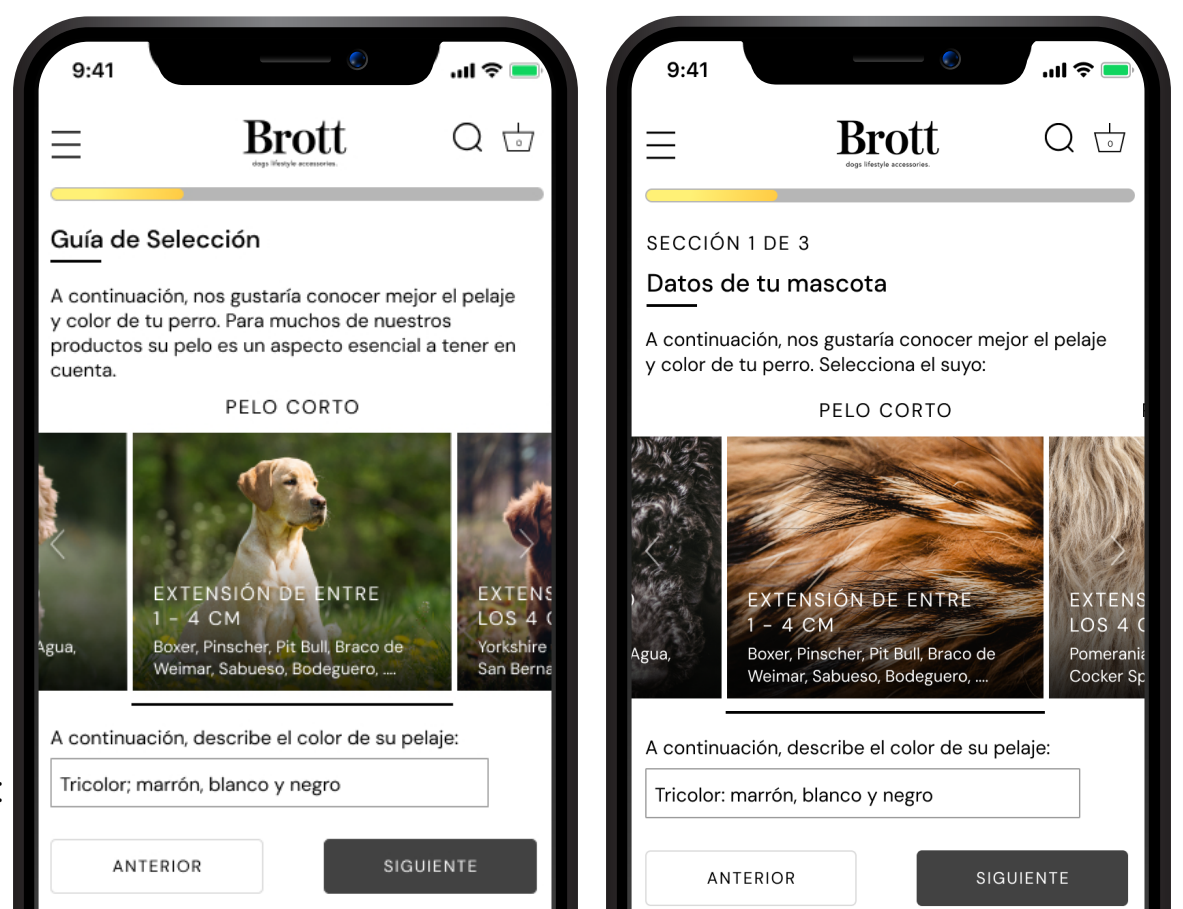 9:41
Brott
dogs lifestyle accessories.
0
Guía de Selección
A continuación, nos gustaría conocer mejor el pelaje
y color de tu perro. Para muchos de nuestros
productos su pelo es un aspecto esencial a tener en
cuenta.
PELO CORTO
Agua,
EXTENSIÓN DE ENTRE
1 - 4 CM
Boxer, Pinscher, Pit Bull, Braco de
Weimar, Sabueso, Bodeguero, ....
EXTENS
LOS 4
Yorkshire
San Berna
A continuación, describe el color de su pelaje:
Tricolor; marrón, blanco y negro
ANTERIOR
SIGUIENTE
9:41
Brott
dogs lifestyle accessories.
0
SECCIÓN 1 DE 3
Datos de tu mascota
A continuación, nos gustaría conocer mejor el pelaje
y color de tu perro. Selecciona el suyo:
PELO CORTO
Agua,
EXTENSIÓN DE ENTRE
1 - 4 CM
Boxer, Pinscher, Pit Bull, Braco de
Weimar, Sabueso, Bodeguero, ....
EXTENS
LOS 4
Pomerania
Cocker Sp
A continuación, describe el color de su pelaje:
Tricolor: marrón, blanco y negro
ANTERIOR
SIGUIENTE